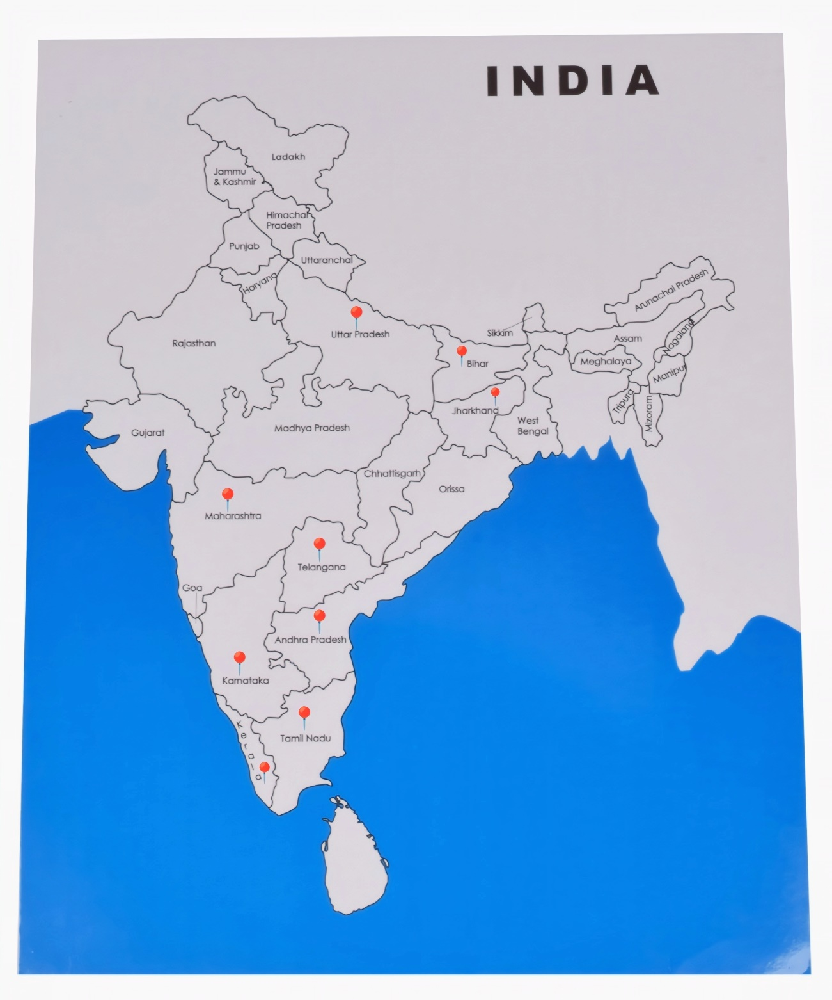 INDIA
Ladakh
Jammu
& Kashmir
Himachal
Pradesh
Punjab
Uttaranchal
Haryana
Arunachal Pradesh
Sikkim
Uttar Pradesh
Rajasthan
Assam
Nagaland
Bihar
Meghalaya
Manipur
Tripura
Mizoram
Jharkhand
West
Bengal
Gujarat
Madhya Pradesh
Chhattisgarh
Orissa
Maharashtra
Telangana
Goa
Andhra Pradesh
Karnataka
Tamil Nadu
Kerala